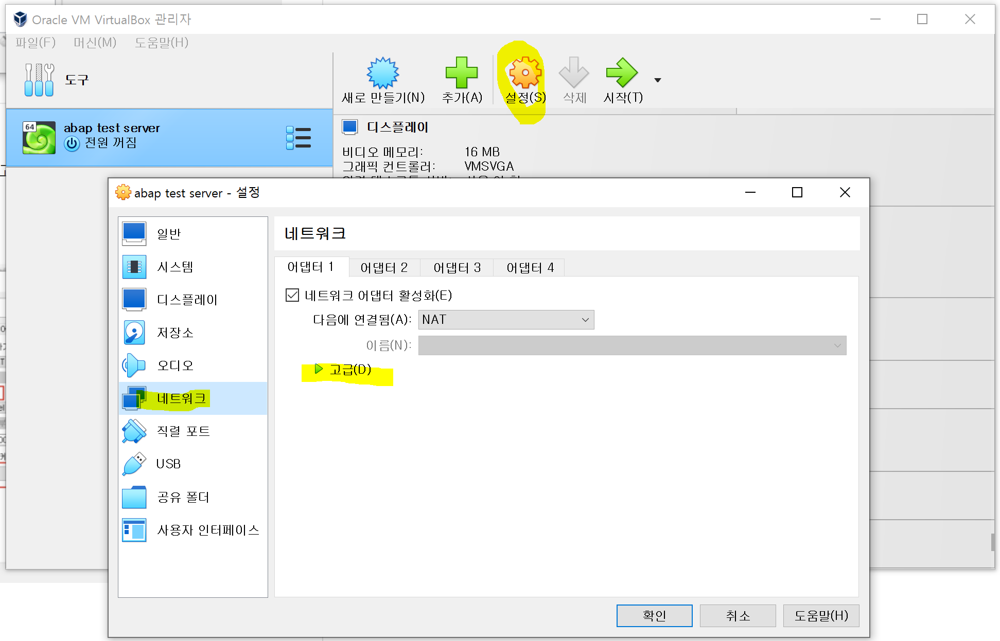 Oracle VM VirtualBox 관리자
파일(F) 머신(M) 도움말(H)
도구
새로 만들기(N) 추가(A) 설정(S) 삭제 시작(T)
64
abap test server
전원 꺼짐
디스플레이
비디오 메모리: 16 MB
그래픽 컨트롤러: VMSVGA
abap test server - 설정
일반
시스템
디스플레이
저장소
오디오
네트워크
직렬 포트
USB
공유 폴더
사용자 인터페이스
네트워크
어댑터 1 어댑터 2 어댑터 3 어댑터 4
네트워크 어댑터 활성화(E)
다음에 연결됨(A): NAT
이름(N):
고급(D)
확인 취소 도움말(H)